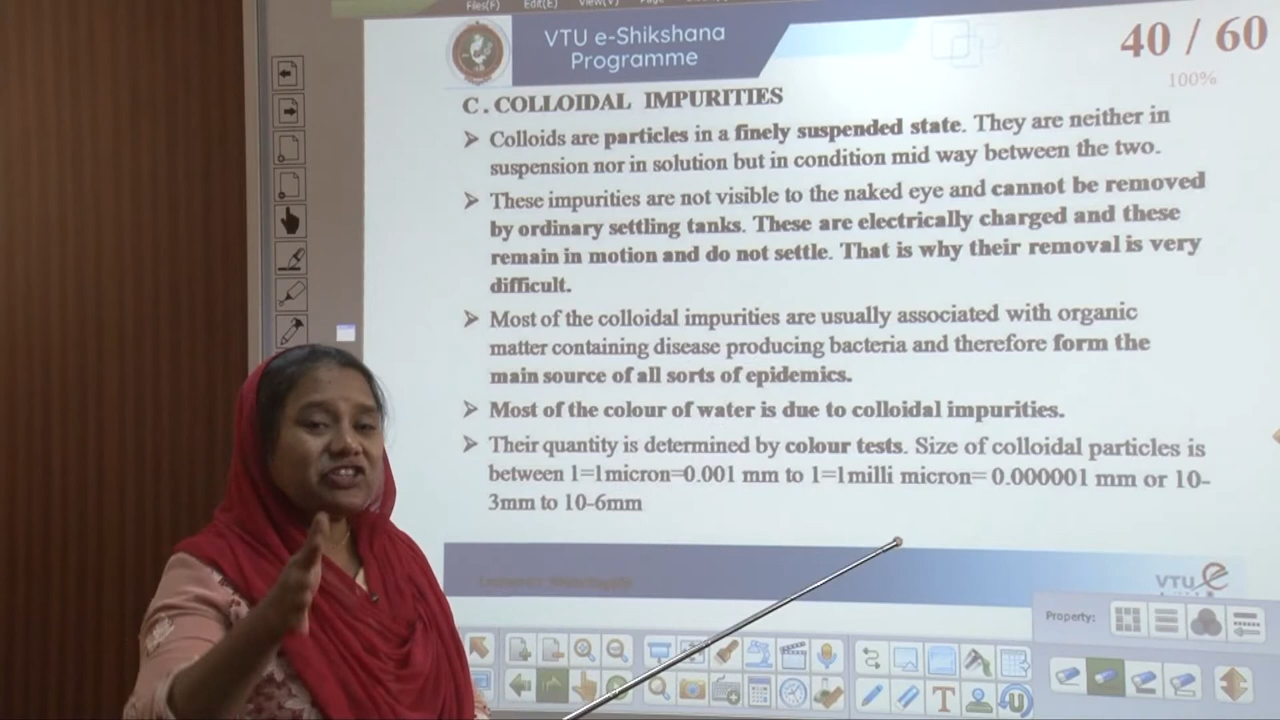 Files(F) Edit(E) View(V)
VTU e-Shikshana
Programme
40 / 60
100%
C. COLLOIDAL IMPURITIES
➢ Colloids are particles in a finely suspended state. They are neither in
suspension nor in solution but in condition mid way between the two.
➢ These impurities are not visible to the naked eye and cannot be removed
by ordinary settling tanks. These are electrically charged and these
remain in motion and do not settle. That is why their removal is very
difficult.
➢ Most of the colloidal impurities are usually associated with organic
matter containing disease producing bacteria and therefore form the
main source of all sorts of epidemics.
➢ Most of the colour of water is due to colloidal impurities.
➢ Their quantity is determined by colour tests. Size of colloidal particles is
between 1=1micron=0.001 mm to 1=1milli micron= 0.000001 mm or 10-
3mm to 10-6mm
VTU e
Property:
T